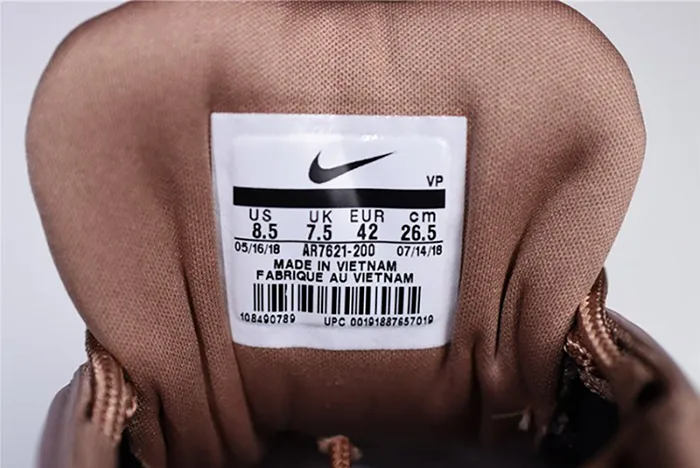 VP
US UK EUR cm
8.5 7.5 42 26.5
05/16/18 AR7621-200 07/14/18
MADE IN VIETNAM
FABRIQUE AU VIETNAM
108490789 UPC 00191887657019